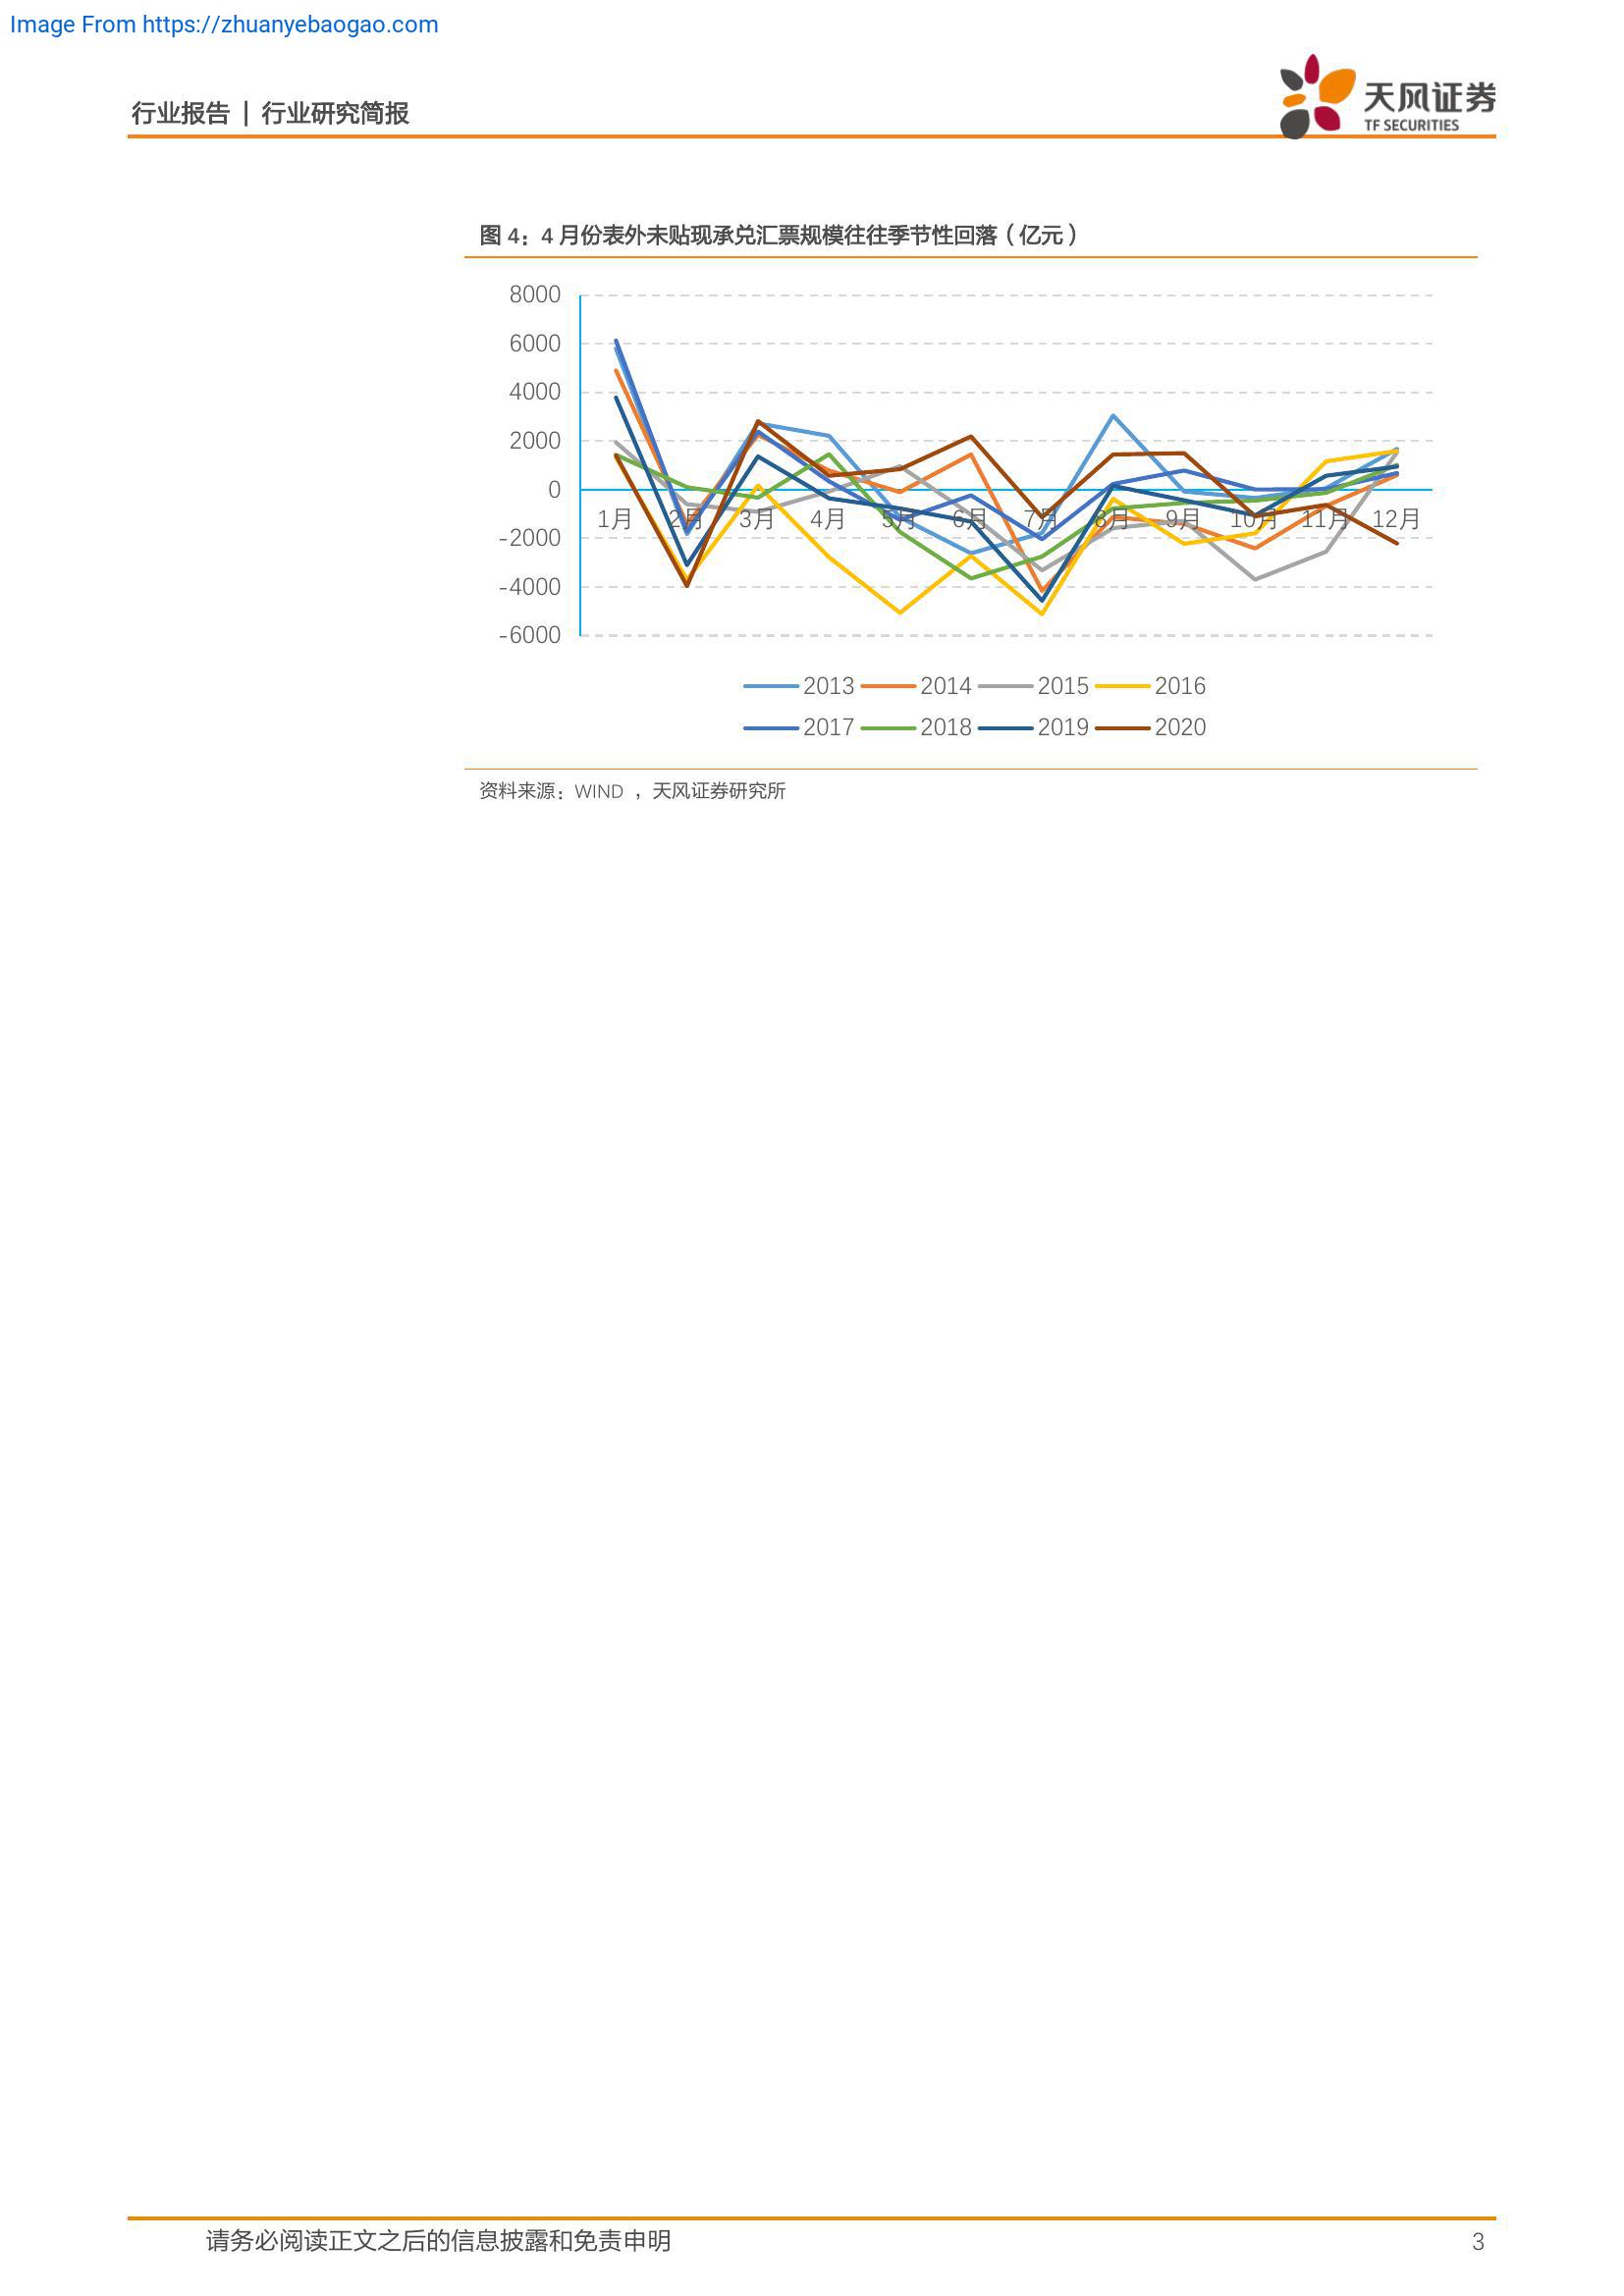 Image From https://zhuanyebaogao.com
行业报告 | 行业研究简报
天风证券
TF SECURITIES
图 4：4 月份表外未贴现承兑汇票规模往往季节性回落（亿元）
8000
6000
4000
2000
0
1月 2月 3月 4月 5月 6月 7月 8月 9月 10月 11月 12月
-2000
-4000
-6000
2013 2014 2015 2016
2017 2018 2019 2020
资料来源：WIND ，天风证券研究所
请务必阅读正文之后的信息披露和免责申明 3